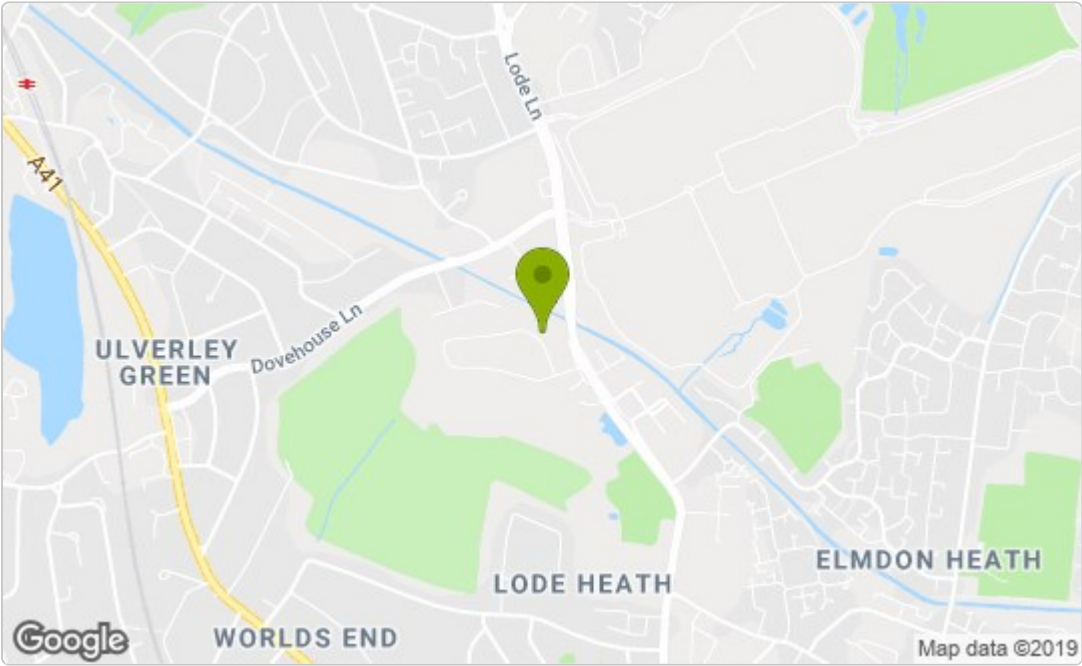 Lode Ln
A41
ULVERLEY
GREEN
Dovehouse Ln
ELMDON HEATH
LODE HEATH
WORLDS END
Google
Map data ©2019